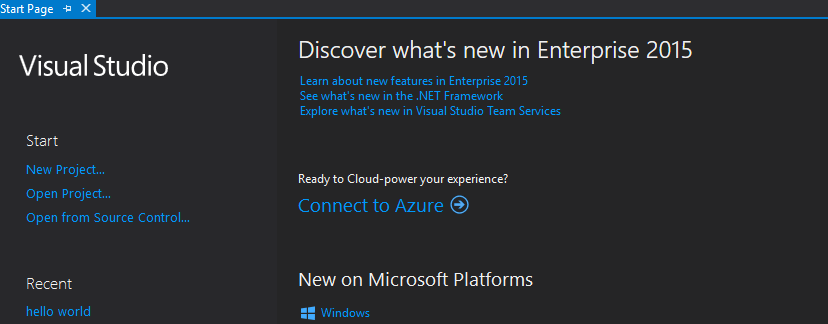 Start Page
Visual Studio
Start
New Project...
Open Project...
Open from Source Control...
Recent
hello world
Discover what's new in Enterprise 2015
Learn about new features in Enterprise 2015
See what's new in the .NET Framework
Explore what's new in Visual Studio Team Services
Ready to Cloud-power your experience?
Connect to Azure
New on Microsoft Platforms
Windows